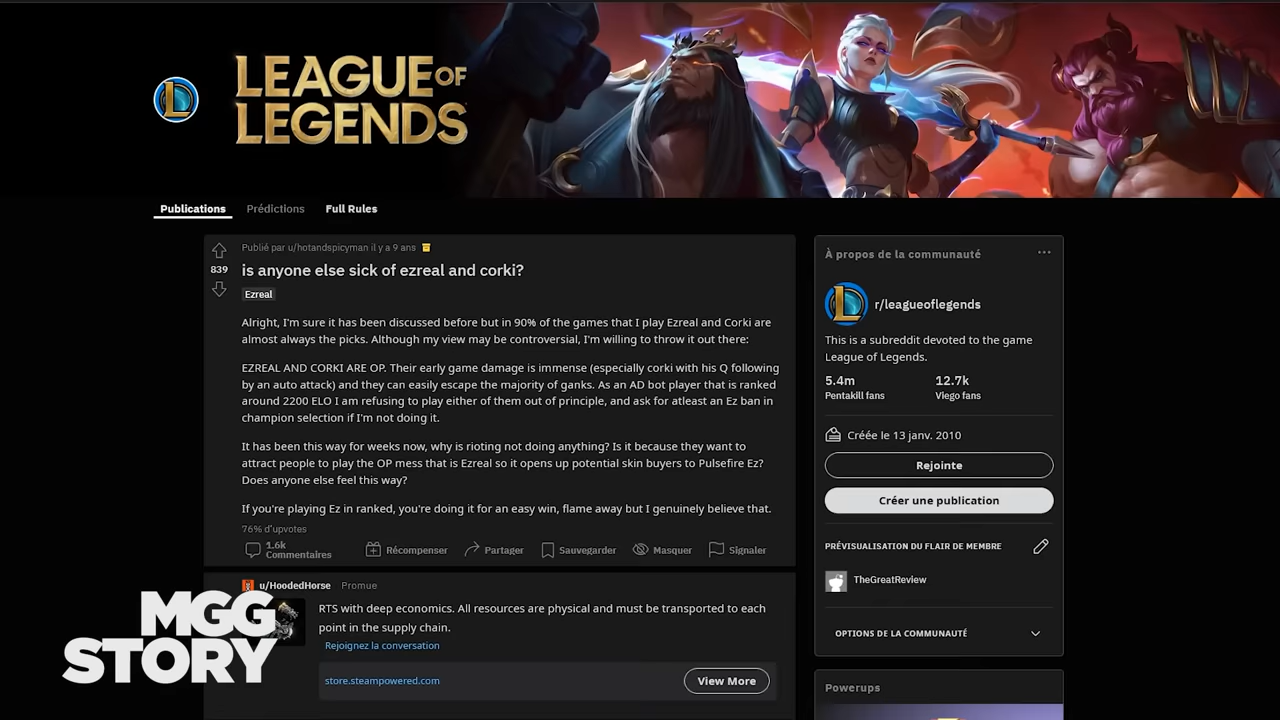 LEAGUE OF
LEGENDS
Publications
Prédictions
Full Rules
Publié par u/hotandspicyman il y a 9 ans
839
is anyone else sick of ezreal and corki?
Ezreal
Alright, I'm sure it has been discussed before but in 90% of the games that I play Ezreal and Corki are
almost always the picks. Although my view may be controversial, I'm willing to throw it out there:
EZREAL AND CORKI ARE OP. Their early game damage is immense (especially corki with his Q following
by an auto attack) and they can easily escape the majority of ganks. As an AD bot player that is ranked
around 2200 ELO I am refusing to play either of them out of principle, and ask for atleast an Ez ban in
champion selection if I'm not doing it.
It has been this way for weeks now, why is rioting not doing anything? Is it because they want to
attract people to play the OP mess that is Ezreal so it opens up potential skin buyers to Pulsefire Ez?
Does anyone else feel this way?
If you're playing Ez in ranked, you're doing it for an easy win, flame away but I genuinely believe that.
76% d'upvotes
1.6k
Commentaires
Récompenser
Partager
Sauvegarder
Masquer
Signaler
u/HoodedHorse Promue
RTS with deep economics. All resources are physical and must be transported to each
point in the supply chain.
Rejoignez la conversation
store.steampowered.com
View More
MGG
STORY
À propos de la communauté
r/leagueoflegends
This is a subreddit devoted to the game
League of Legends.
5.4m 12.7k
Pentakill fans Viego fans
Créée le 13 janv. 2010
Rejointe
Créer une publication
PRÉVISUALISATION DU FLAIR DE MEMBRE
TheGreatReview
OPTIONS DE LA COMMUNAUTÉ
Powerups